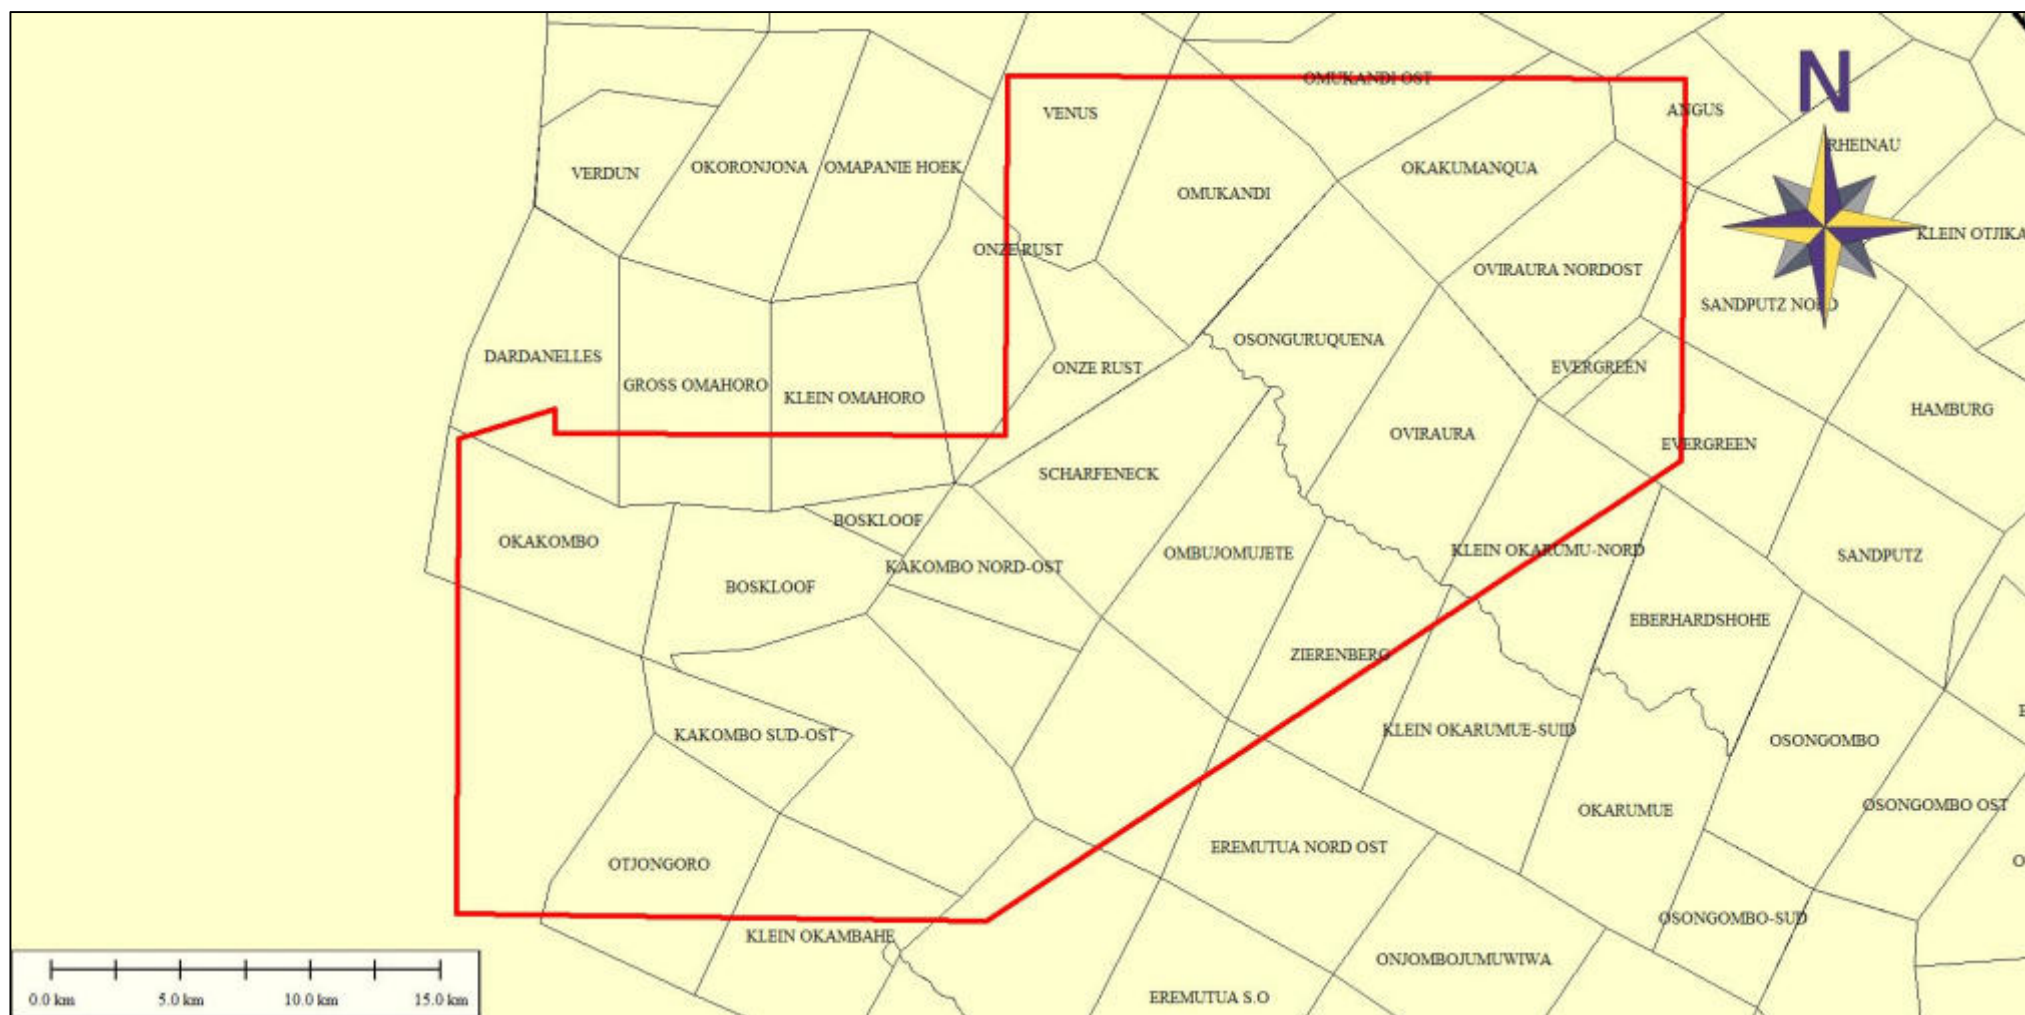 OMUKANDI OST
N
VENUS
ANGUS
RHEINAU
VERDUN
OKORONJONA
OMAPANIE HOEK
OKAKUMANQUA
OMUKANDI
KLEIN OTJIKA
ONZE RUST
OVIRAURA NORDOST
SANDPUTZ NORD
DARDANELLES
OSONGURUQUENA
ONZE RUST
EVERGREEN
GROSS OMAHORO
KLEIN OMAHORO
HAMBURG
OVIRAURA
EVERGREEN
SCHARFENECK
BOSKLOOF
OKAKOMBO
OMBUJOMUJETE
KLEIN OKARUMU-NORD
SANDPUTZ
KAKOMBO NORD-OST
BOSKLOOF
EBERHARDSHOHE
ZIERENBERG
KAKOMBO SUD-OST
KLEIN OKARUMUE-SUID
OSONGOMBO
OSONGOMBO OST
OKARUMUE
EREMUTUA NORD OST
OTJONGORO
OSONGOMBO-SUD
KLEIN OKAMBAHE
ONJOMBOJUMUWIWA
EREMUTUA S.O
0.0 km 5.0 km 10.0 km 15.0 km